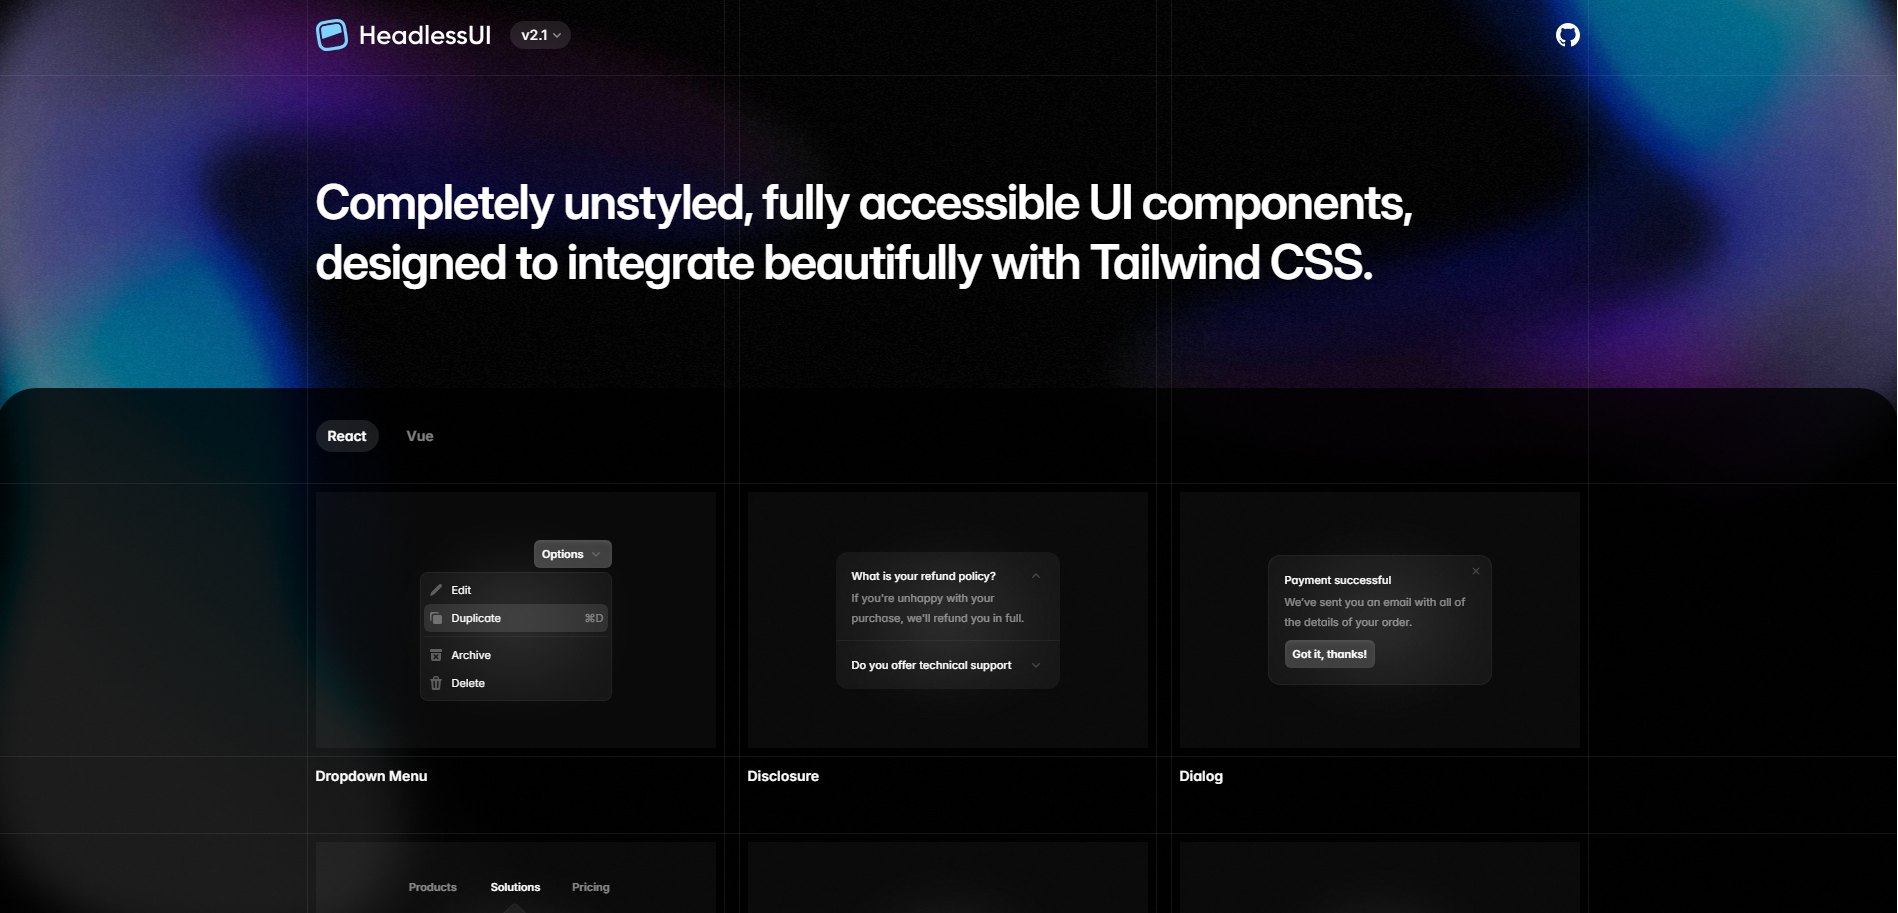 HeadlessUI
v2.1
Completely unstyled, fully accessible UI components,
designed to integrate beautifully with Tailwind CSS.
React
Vue
Options
Edit
Duplicate ⌘D
Archive
Delete
What is your refund policy?
If you're unhappy with your
purchase, we'll refund you in full.
Do you offer technical support
Payment successful
We've sent you an email with all of
the details of your order.
Got it, thanks!
Dropdown Menu
Disclosure
Dialog
Products
Solutions
Pricing